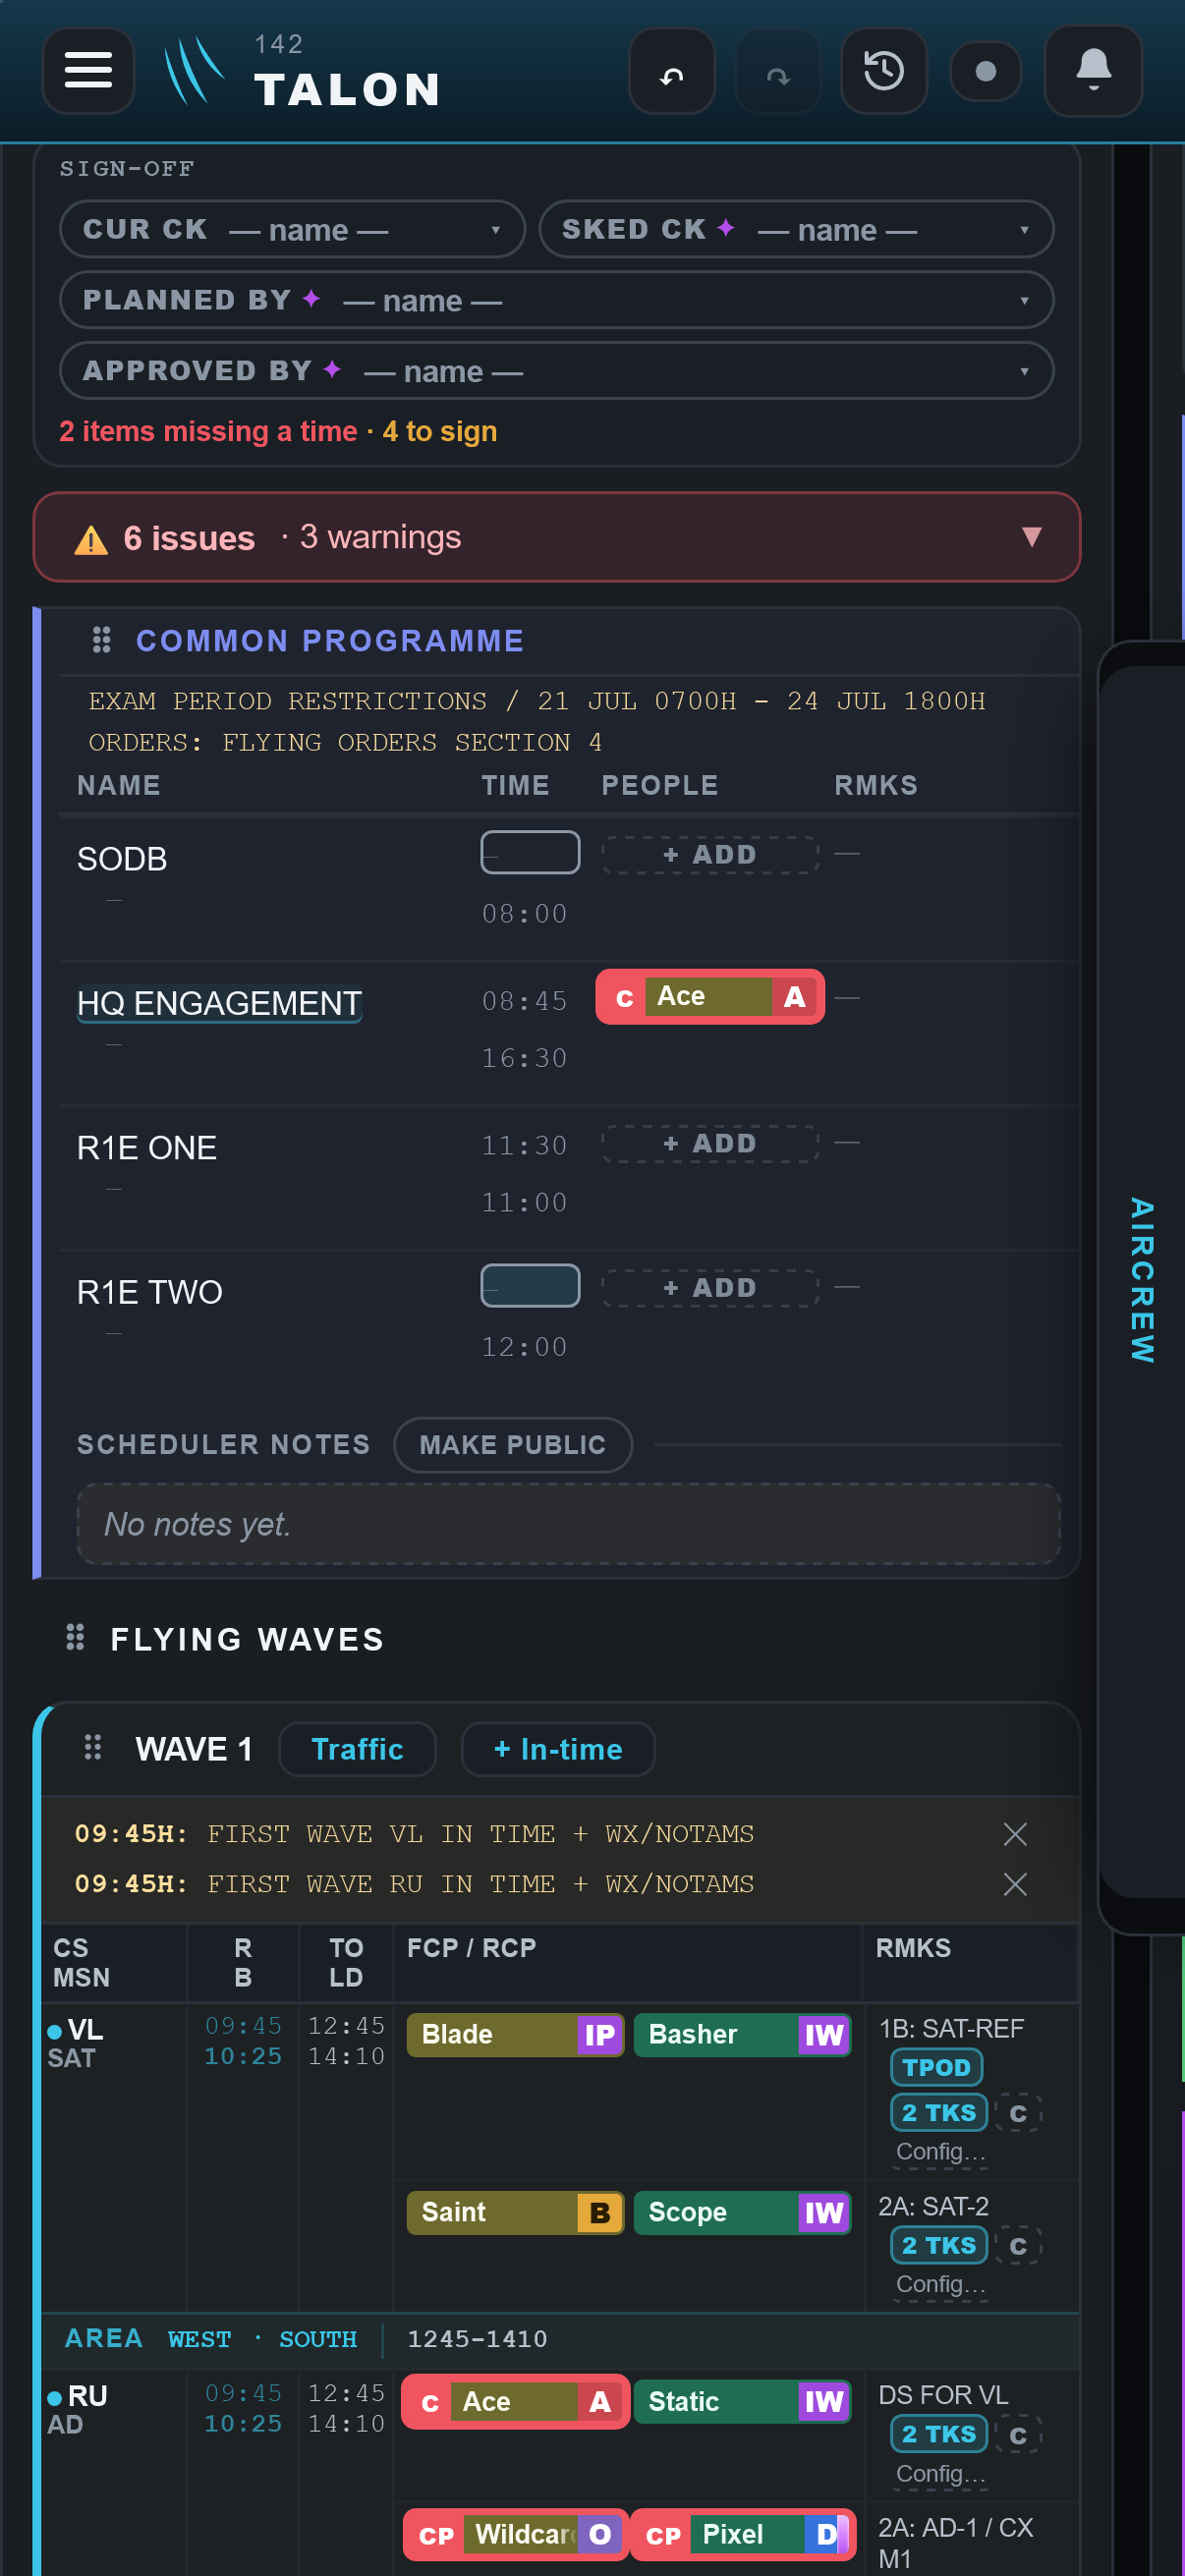 142
TALON
SIGN-OFF
CUR CK — name —
SKED CK — name —
PLANNED BY — name —
APPROVED BY — name —
2 items missing a time · 4 to sign
6 issues · 3 warnings
COMMON PROGRAMME
EXAM PERIOD RESTRICTIONS / 21 JUL 0700H - 24 JUL 1800H
ORDERS: FLYING ORDERS SECTION 4
NAME TIME PEOPLE RMKS
SODB — + ADD —
— 08:00
HQ ENGAGEMENT 08:45 C Ace A —
— 16:30
R1E ONE 11:30 + ADD —
— 11:00
R1E TWO — + ADD —
— 12:00
AIRCREW
SCHEDULER NOTES MAKE PUBLIC
No notes yet.
FLYING WAVES
WAVE 1 Traffic + In-time
09:45H: FIRST WAVE VL IN TIME + WX/NOTAMS
09:45H: FIRST WAVE RU IN TIME + WX/NOTAMS
CS R TO FCP / RCP RMKS
MSN B LD
VL 09:45 12:45 Blade IP Basher IW 1B: SAT-REF
SAT 10:25 14:10
TPOD
2 TKS C
Config...
Saint B Scope IW 2A: SAT-2
2 TKS C
Config...
AREA WEST · SOUTH 1245-1410
RU 09:45 12:45 C Ace A Static IW DS FOR VL
AD 10:25 14:10
2 TKS C
Config...
CP Wildcard O CP Pixel D 2A: AD-1 / CX
M1